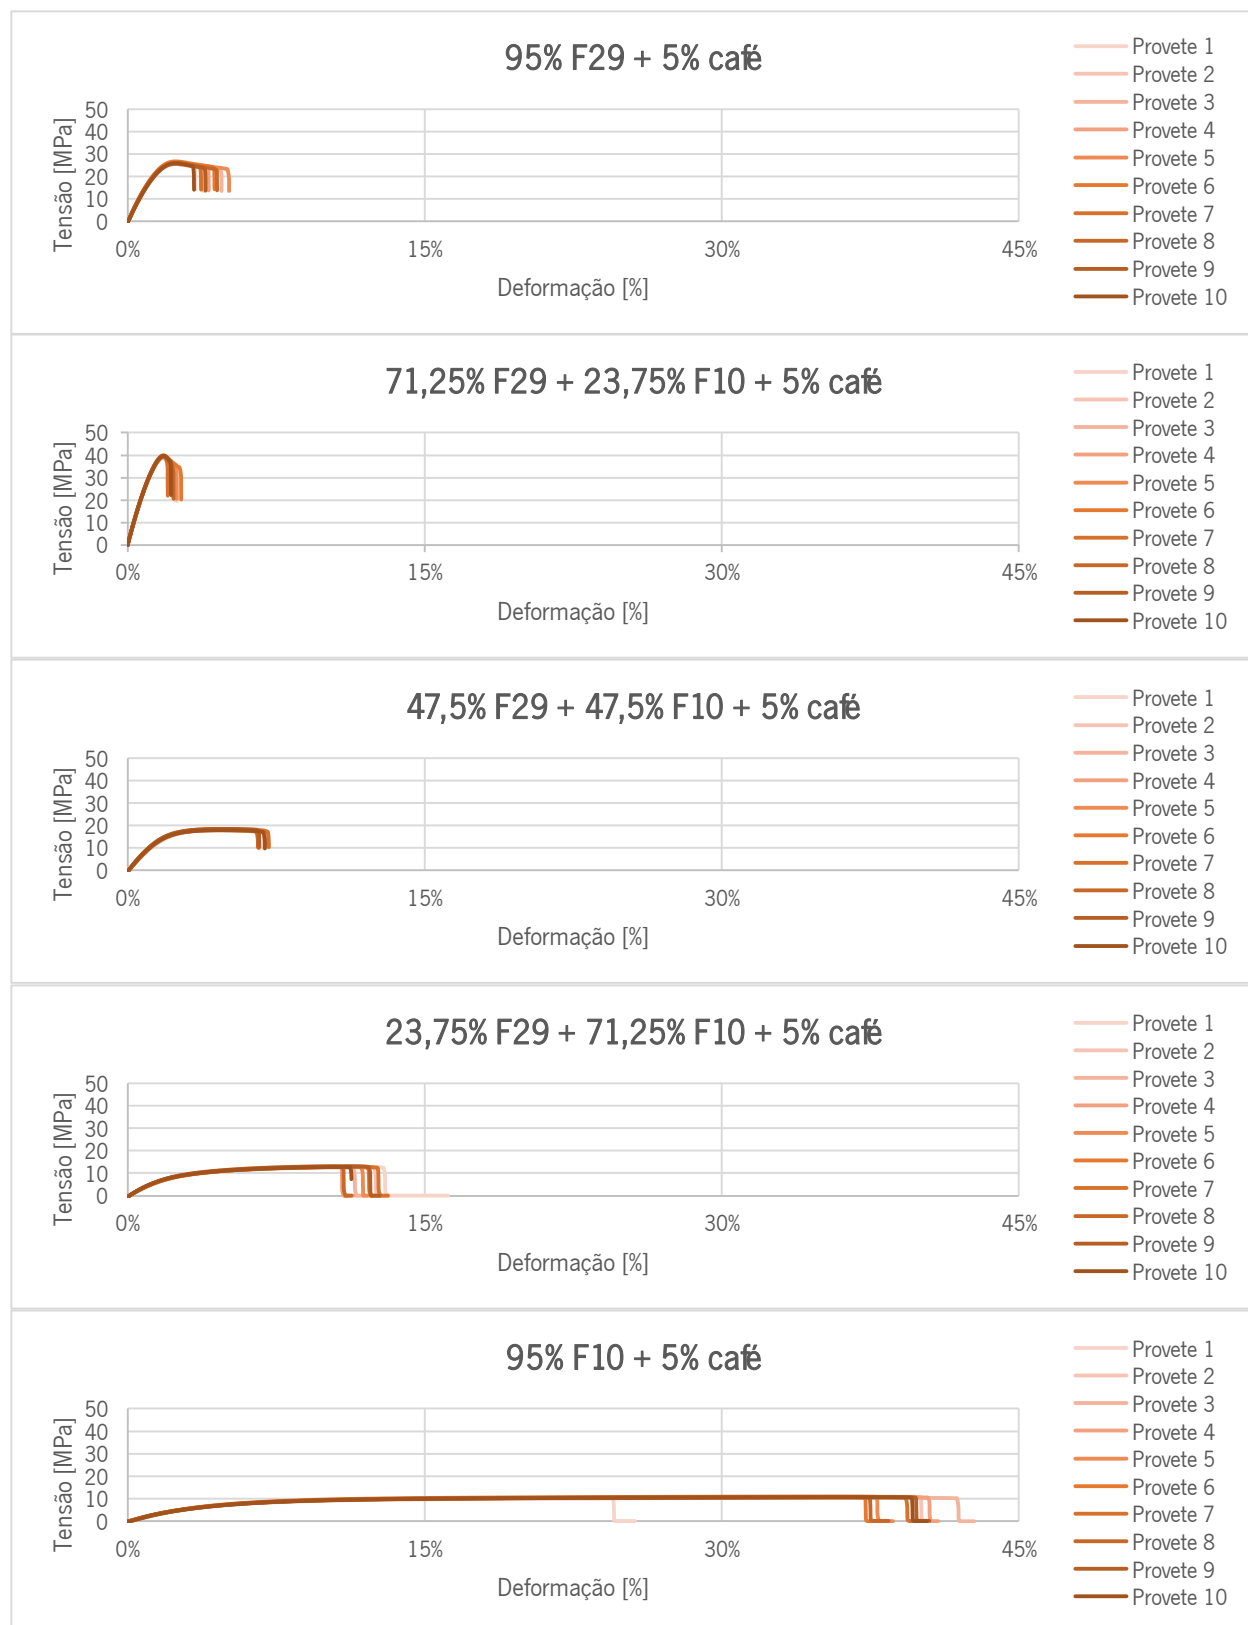 95% F29 + 5% café
Tensão [MPa]
50
40
30
20
10
0
0% 15% 30% 45%
Deformação [%]
Provete 1
Provete 2
Provete 3
Provete 4
Provete 5
Provete 6
Provete 7
Provete 8
Provete 9
Provete 10
71,25% F29 + 23,75% F10 + 5% café
Tensão [MPa]
50
40
30
20
10
0
0% 15% 30% 45%
Deformação [%]
Provete 1
Provete 2
Provete 3
Provete 4
Provete 5
Provete 6
Provete 7
Provete 8
Provete 9
Provete 10
47,5% F29 + 47,5% F10 + 5% café
Tensão [MPa]
50
40
30
20
10
0
0% 15% 30% 45%
Deformação [%]
Provete 1
Provete 2
Provete 3
Provete 4
Provete 5
Provete 6
Provete 7
Provete 8
Provete 9
Provete 10
23,75% F29 + 71,25% F10 + 5% café
Tensão [MPa]
50
40
30
20
10
0
0% 15% 30% 45%
Deformação [%]
Provete 1
Provete 2
Provete 3
Provete 4
Provete 5
Provete 6
Provete 7
Provete 8
Provete 9
Provete 10
95% F10 + 5% café
Tensão [MPa]
50
40
30
20
10
0
0% 15% 30% 45%
Deformação [%]
Provete 1
Provete 2
Provete 3
Provete 4
Provete 5
Provete 6
Provete 7
Provete 8
Provete 9
Provete 10